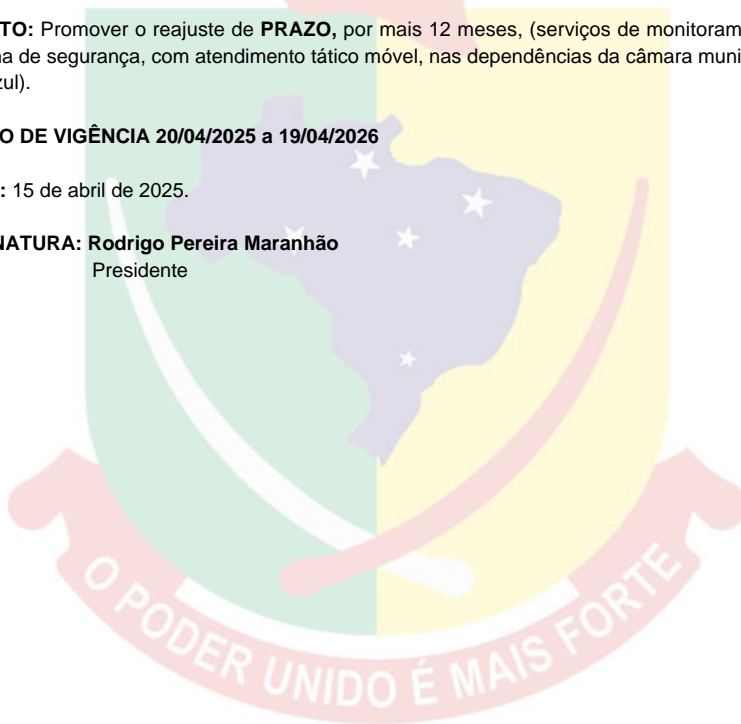 TO: Promover o reajuste de PRAZO, por mais 12 meses, (serviços de monitoram
a de segurança, com atendimento tático móvel, nas dependências da câmara muni
zul).
O DE VIGÊNCIA 20/04/2025 a 19/04/2026
: 15 de abril de 2025.
NATURA: Rodrigo Pereira Maranhão
Presidente
O PODER UNIDO É MAIS FORTE